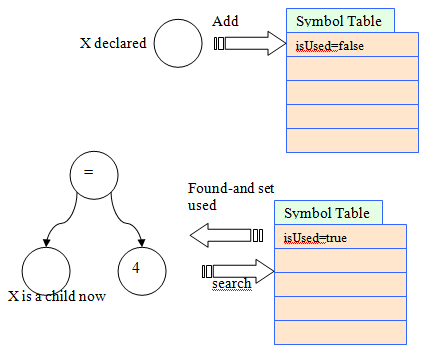 Add
Symbol Table
X declared
isUsed=false
=
Found-and set
used
Symbol Table
isUsed=true
4
search
X is a child now